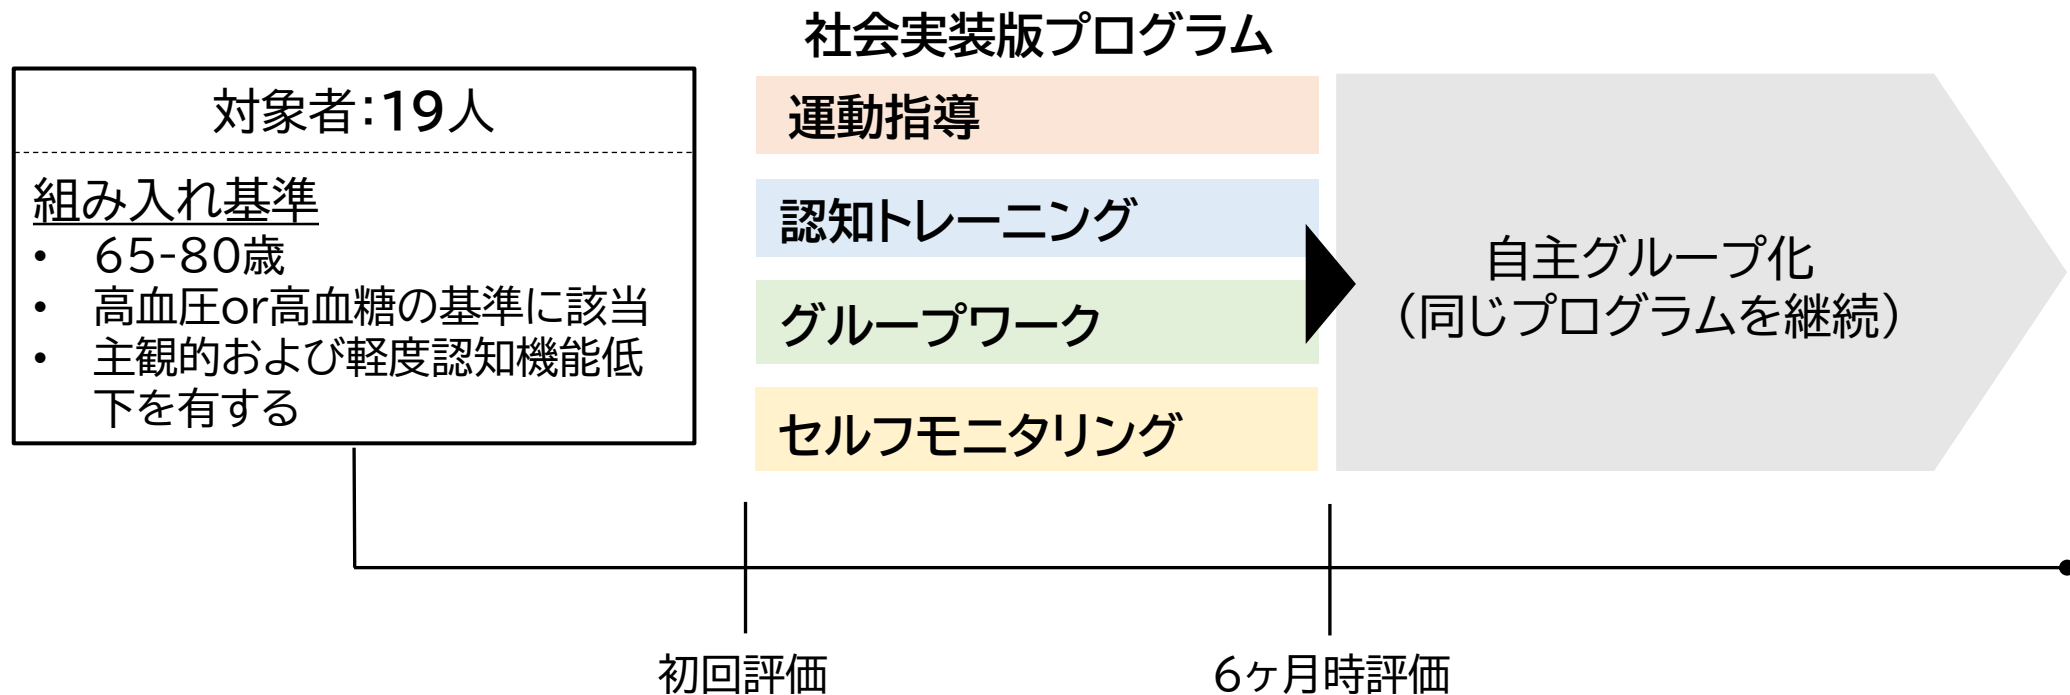 社会実装版プログラム
対象者：19人
組み入れ基準
• 65-80歳
• 高血圧or高血糖の基準に該当
• 主観的および軽度認知機能低
下を有する
運動指導
認知トレーニング
グループワーク
セルフモニタリング
自主グループ化
（同じプログラムを継続）
初回評価
6ヶ月時評価